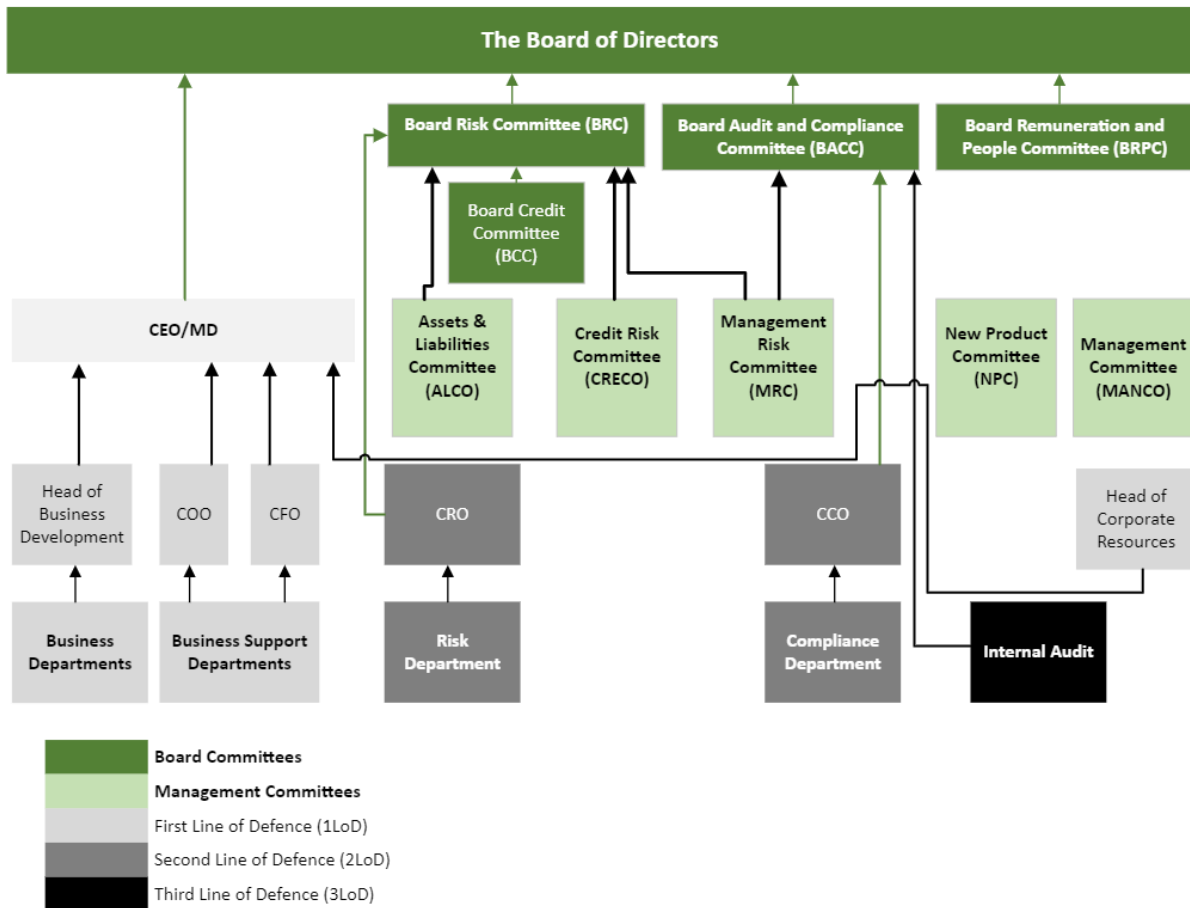 The Board of Directors
Board Risk Committee (BRC)
Board Audit and Compliance
Committee (BACC)
Board Remuneration and
People Committee (BRPC)
Board Credit
Committee
(BCC)
CEO/MD
Assets &
Liabilities
Committee
(ALCO)
Credit Risk
Committee
(CRECO)
Management
Risk
Committee
(MRC)
New Product
Committee
(NPC)
Management
Committee
(MANCO)
Head of
Business
Development
COO
CFO
CRO
CCO
Head of
Corporate
Resources
Business
Departments
Business Support
Departments
Risk
Department
Compliance
Department
Internal Audit
Board Committees
Management Committees
First Line of Defence (1LoD)
Second Line of Defence (2LoD)
Third Line of Defence (3LoD)